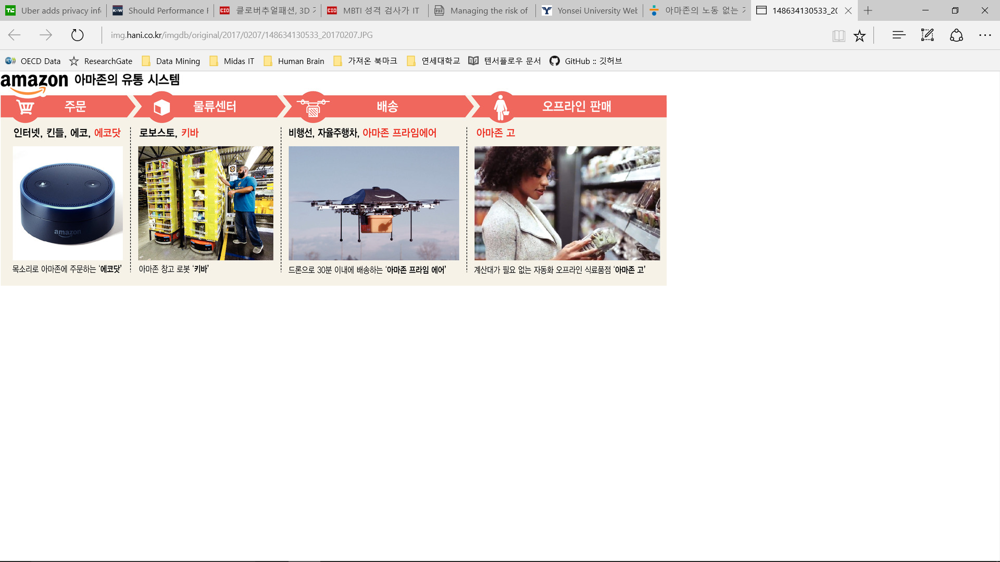 Uber adds privacy inf
Should Performance
클로버추얼패션, 3D
MBTI 성격 검사가 IT
Managing the risk of
Yonsei University Web
아마존의 노동 없는
148634130533_20
img.hani.co.kr/imgdb/original/2017/0207/148634130533_20170207.JPG
OECD Data
ResearchGate
Data Mining
Midas IT
Human Brain
가져온 북마크
연세대학교
텐서플로우 문서
GitHub :: 깃허브
amazon 아마존의 유통 시스템
주문
물류센터
배송
오프라인 판매
인터넷, 킨들, 에코, 에코닷
로보스토, 키바
비행선, 자율주행차, 아마존 프라임에어
아마존 고
amazon
목소리로 아마존에 주문하는 ‘에코닷’
아마존 창고 로봇 ‘키바’
드론으로 30분 이내에 배송하는 ‘아마존 프라임 에어’
계산대가 필요 없는 자동화 오프라인 식료품점 ‘아마존 고’